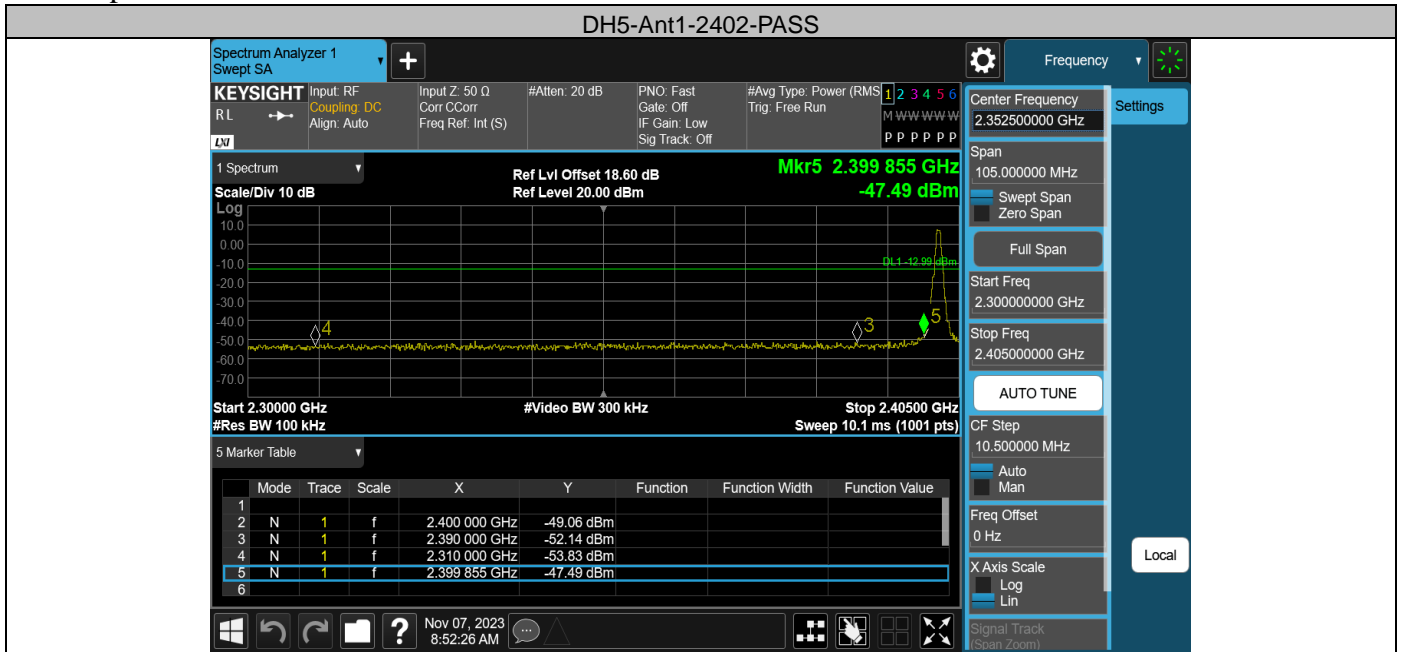 DH5-Ant1-2402-PASS
Spectrum Analyzer 1
Swept SA
+
Frequency
KEYSIGHT
R L
LXI
Input: RF
Coupling: DC
Align: Auto
Input Z: 50 Ω
Corr CCorr
Freq Ref: Int (S)
#Atten: 20 dB
PNO: Fast
Gate: Off
IF Gain: Low
Sig Track: Off
#Avg Type: Power (RMS
Trig: Free Run
1 2 3 4 5 6
M W W W W W
P P P P P P
1 Spectrum
Scale/Div 10 dB
Ref Lvl Offset 18.60 dB
Ref Level 20.00 dBm
Mkr5 2.399 855 GHz
-47.49 dBm
Log
10.0
0.00
-10.0
-20.0
-30.0
-40.0
-50.0
-60.0
-70.0
DL1 -12.99 dBm
4
3
5
Start 2.30000 GHz
#Video BW 300 kHz
Stop 2.40500 GHz
#Res BW 100 kHz
Sweep 10.1 ms (1001 pts)
5 Marker Table
Mode Trace Scale X Y Function Function Width Function Value
1
2 N 1 f 2.400 000 GHz -49.06 dBm
3 N 1 f 2.390 000 GHz -52.14 dBm
4 N 1 f 2.310 000 GHz -53.83 dBm
5 N 1 f 2.399 855 GHz -47.49 dBm
6
?
Nov 07, 2023
8:52:26 AM
Center Frequency
2.352500000 GHz
Span
105.000000 MHz
Swept Span
Zero Span
Full Span
Start Freq
2.300000000 GHz
Stop Freq
2.405000000 GHz
AUTO TUNE
CF Step
10.500000 MHz
Auto
Man
Freq Offset
0 Hz
X Axis Scale
Log
Lin
Signal Track
(Span Zoom)
Settings
Local